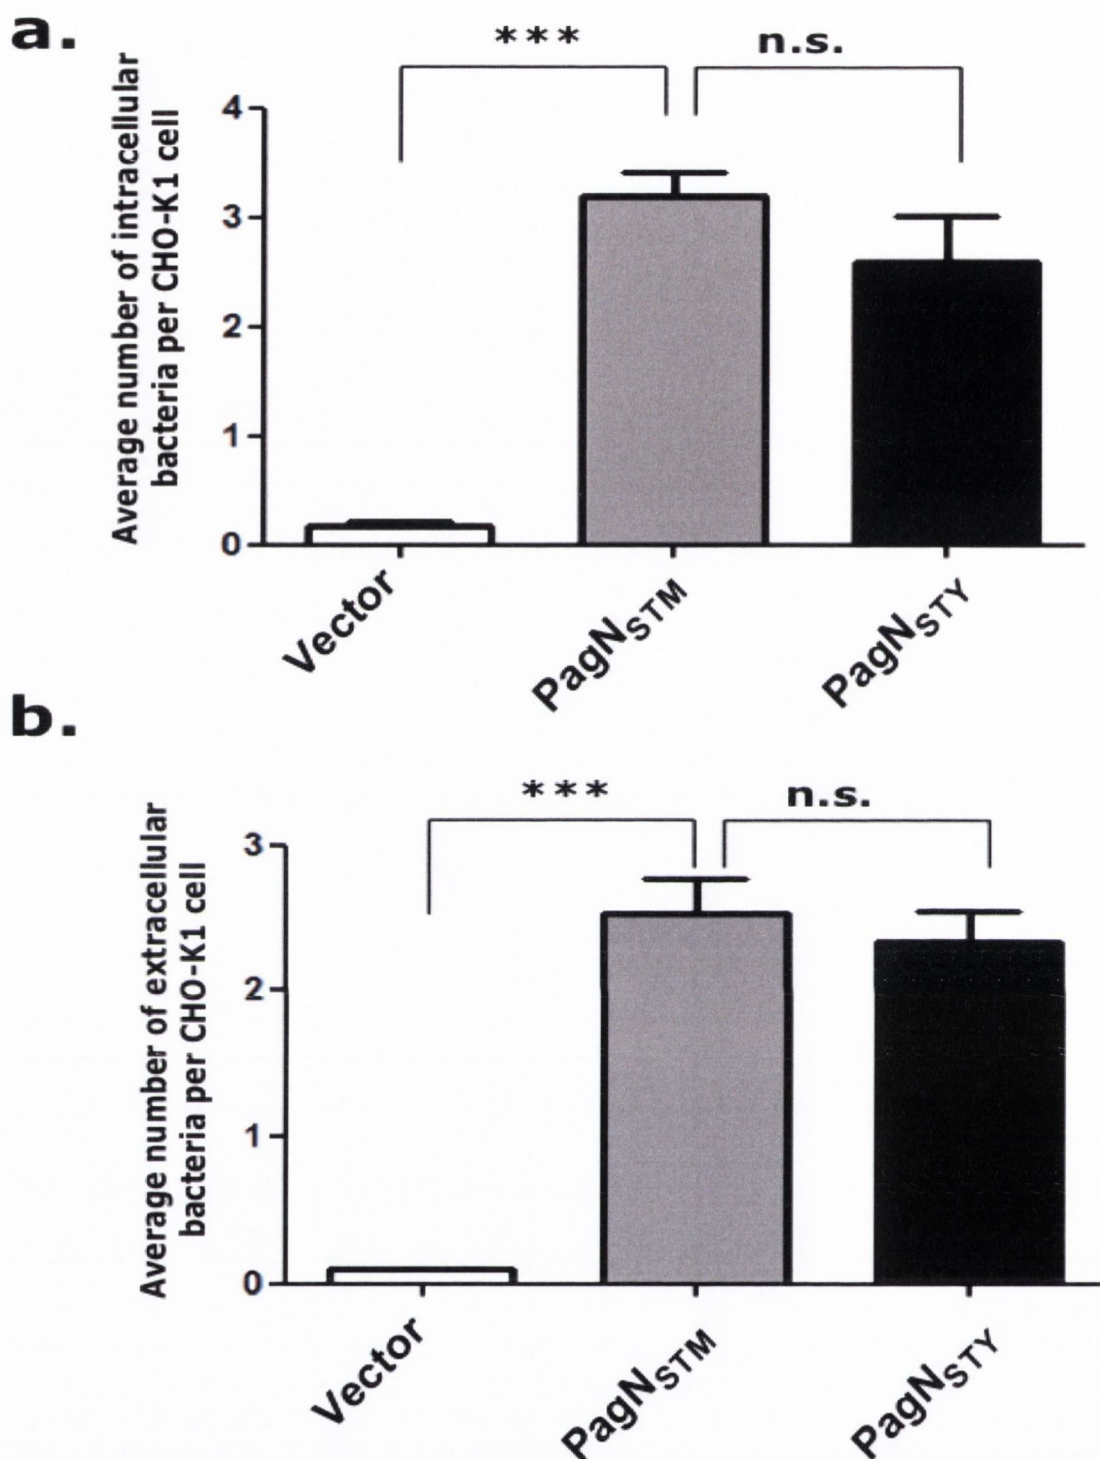 a.
*** n.s.
Average number of intracellular
bacteria per CHO-K1 cell
4
3
2
1
0
Vector PagNSTM PagNSTY
b.
*** n.s.
Average number of extracellular
bacteria per CHO-K1 cell
3
2
1
0
Vector PagNSTM PagNSTY